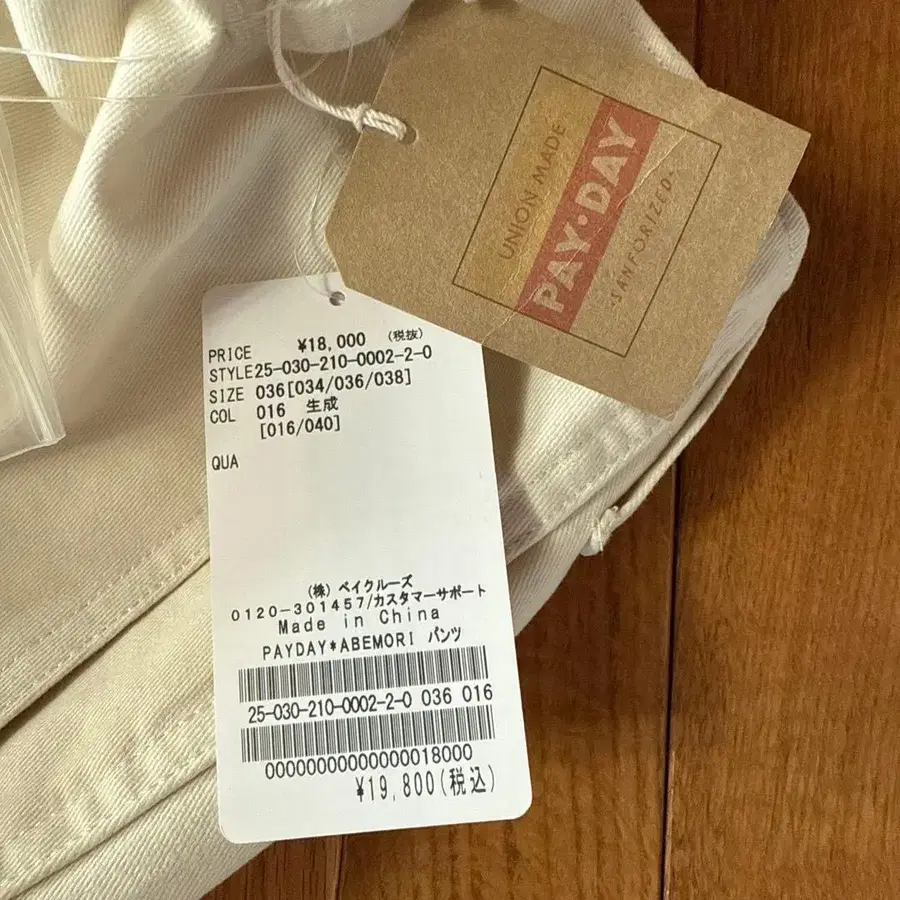 UNION MADE
PAY·DAY
·SANFORIZED·
PRICE ¥18,000 (税抜)
STYLE 25-030-210-0002-2-0
SIZE 036[034/036/038]
COL 016 生成
[016/040]
QUA
(株) ベイクルーズ
0120-301457/カスタマーサポート
Made in China
PAYDAY*ABEMORI パンツ
25-030-210-0002-2-0 036 016
00000000000000018000
¥19,800(税込)